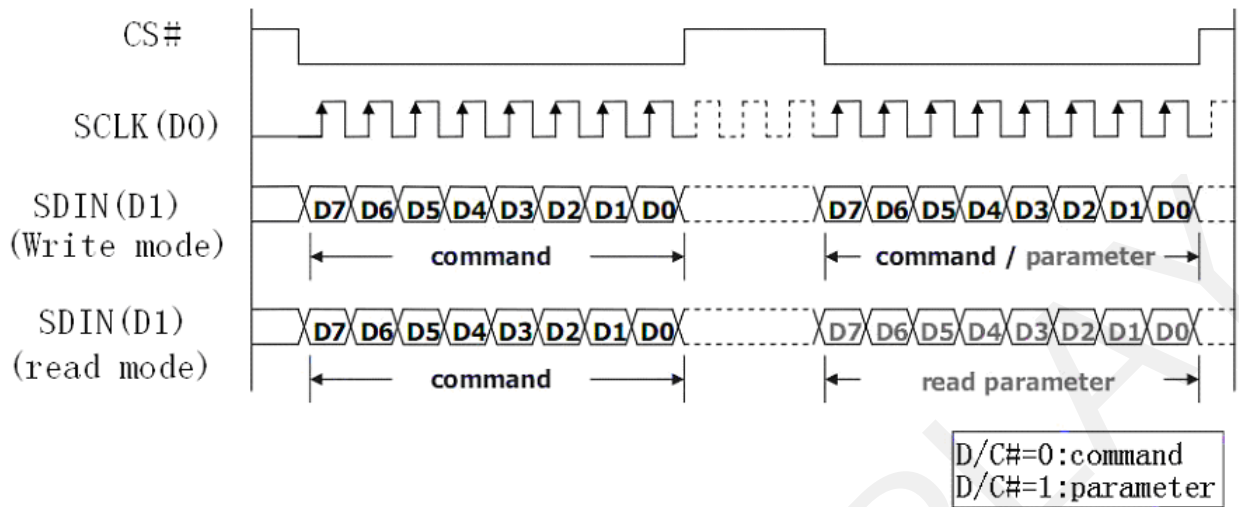 CS#
SCLK(D0)
SDIN(D1)
(Write mode)
D7 D6 D5 D4 D3 D2 D1 D0
D7 D6 D5 D4 D3 D2 D1 D0
command
command / parameter
SDIN(D1)
(read mode)
D7 D6 D5 D4 D3 D2 D1 D0
D7 D6 D5 D4 D3 D2 D1 D0
command
read parameter
D/C#=0:command
D/C#=1:parameter